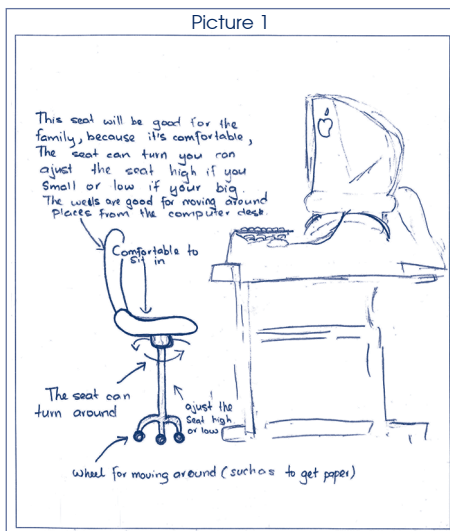 Picture 1
This seat will be good for the
family, because it's comfortable,
The seat can turn you can
ajust the seat high if you
small or low if your big.
The wells are good for moving around
places from the computer desk.
Comfortable to
sit in
The seat can
turn around
ajust the
seat high
or low
wheel for moving around (such as to get paper)